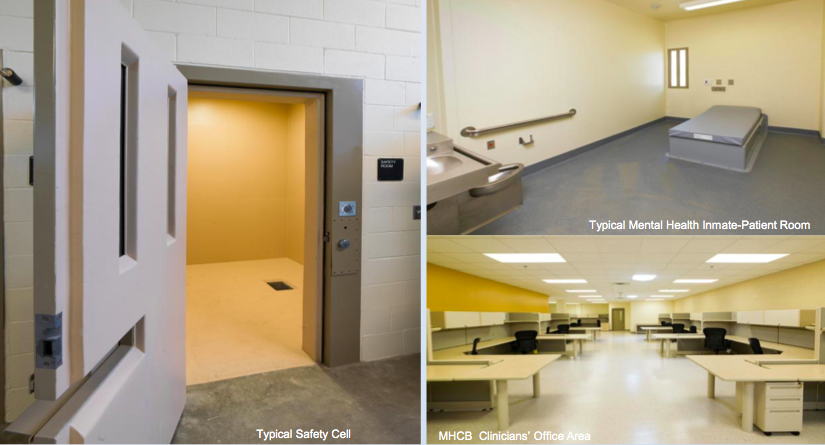 SAFETY
ROOM
Typical Safety Cell
Typical Mental Health Inmate-Patient Room
MHCB Clinicians' Office Area